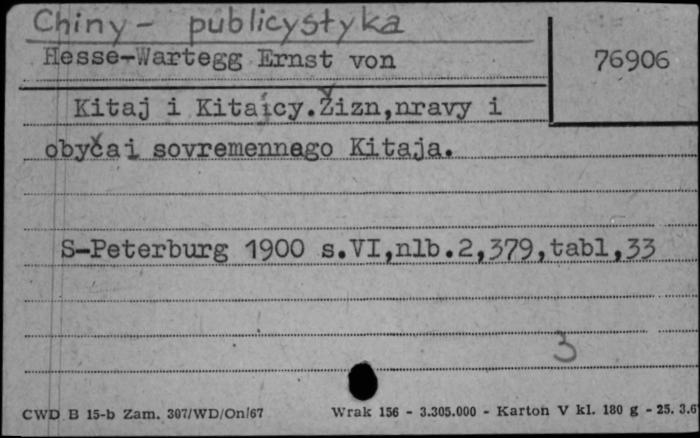 Chiny - publicystyka
Hesse-Wartegg Ernst von
76906
Kitaj i Kitaicy.Žizn,nravy i
obyčai sovremennago Kitaja.
S-Peterburg 1900 s.VI,nlb.2,379,tabl,33
3
CWD B 15-b Zam. 307/WD/On/67 Wrak 156 - 3.305.000 - Karton V kl. 180 g - 25. 3.6